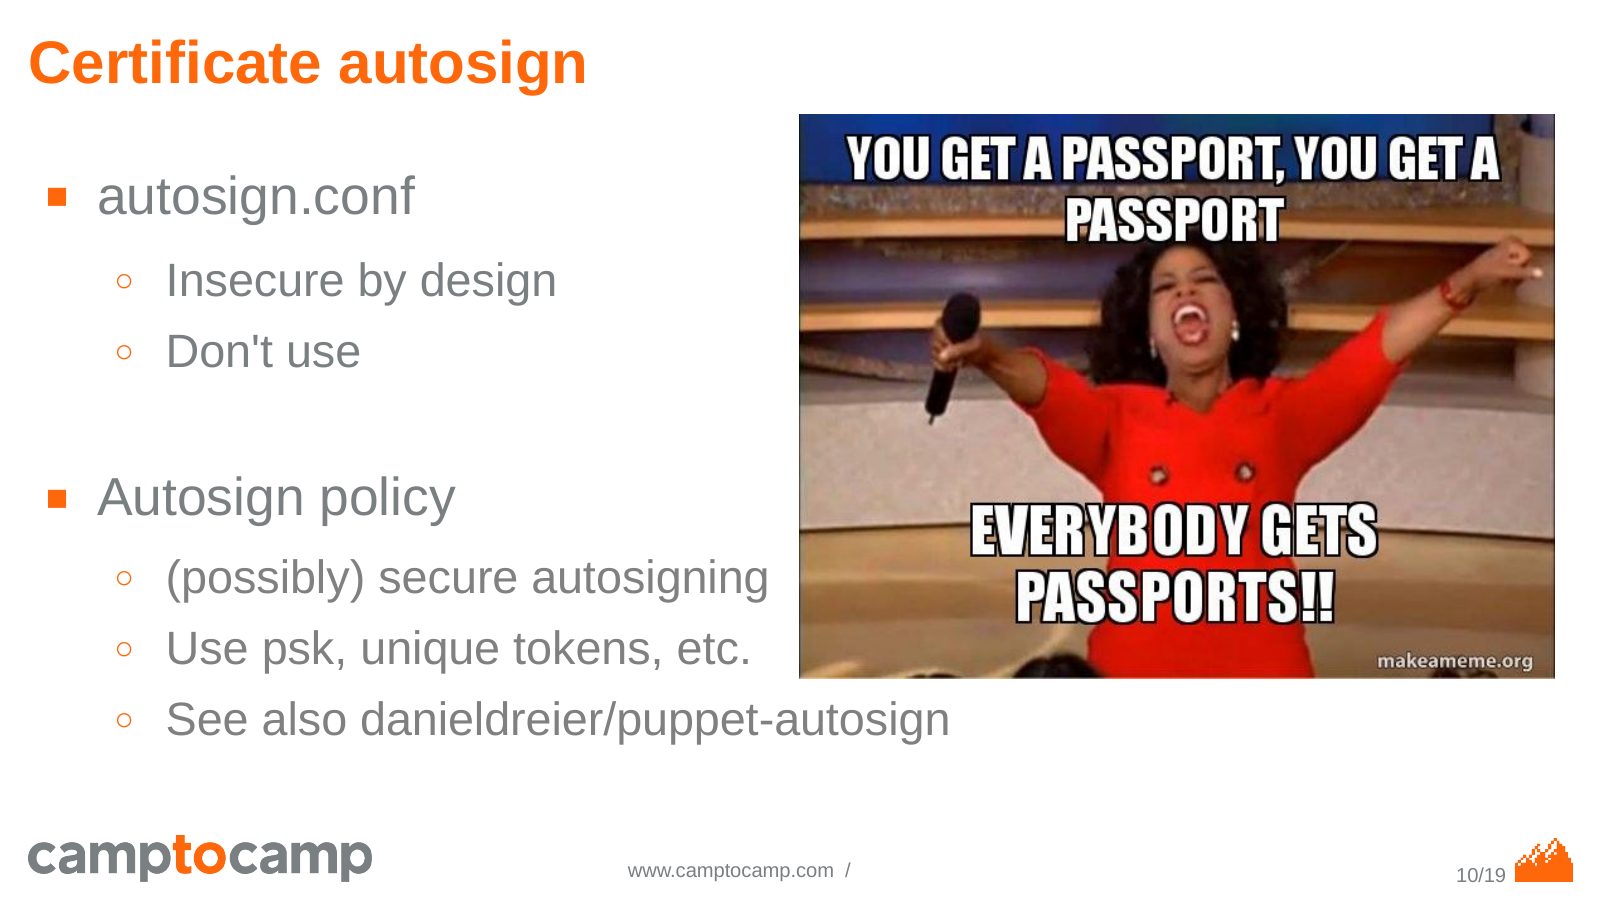 Certificate autosign
autosign.conf
Insecure by design
Don't use
Autosign policy
(possibly) secure autosigning
Use psk, unique tokens, etc.
See also danieldreier/puppet-autosign
YOU GET A PASSPORT, YOU GET A
PASSPORT
EVERYBODY GETS
PASSPORTS!!
makeameme.org
camptocamp
www.camptocamp.com /
10/19